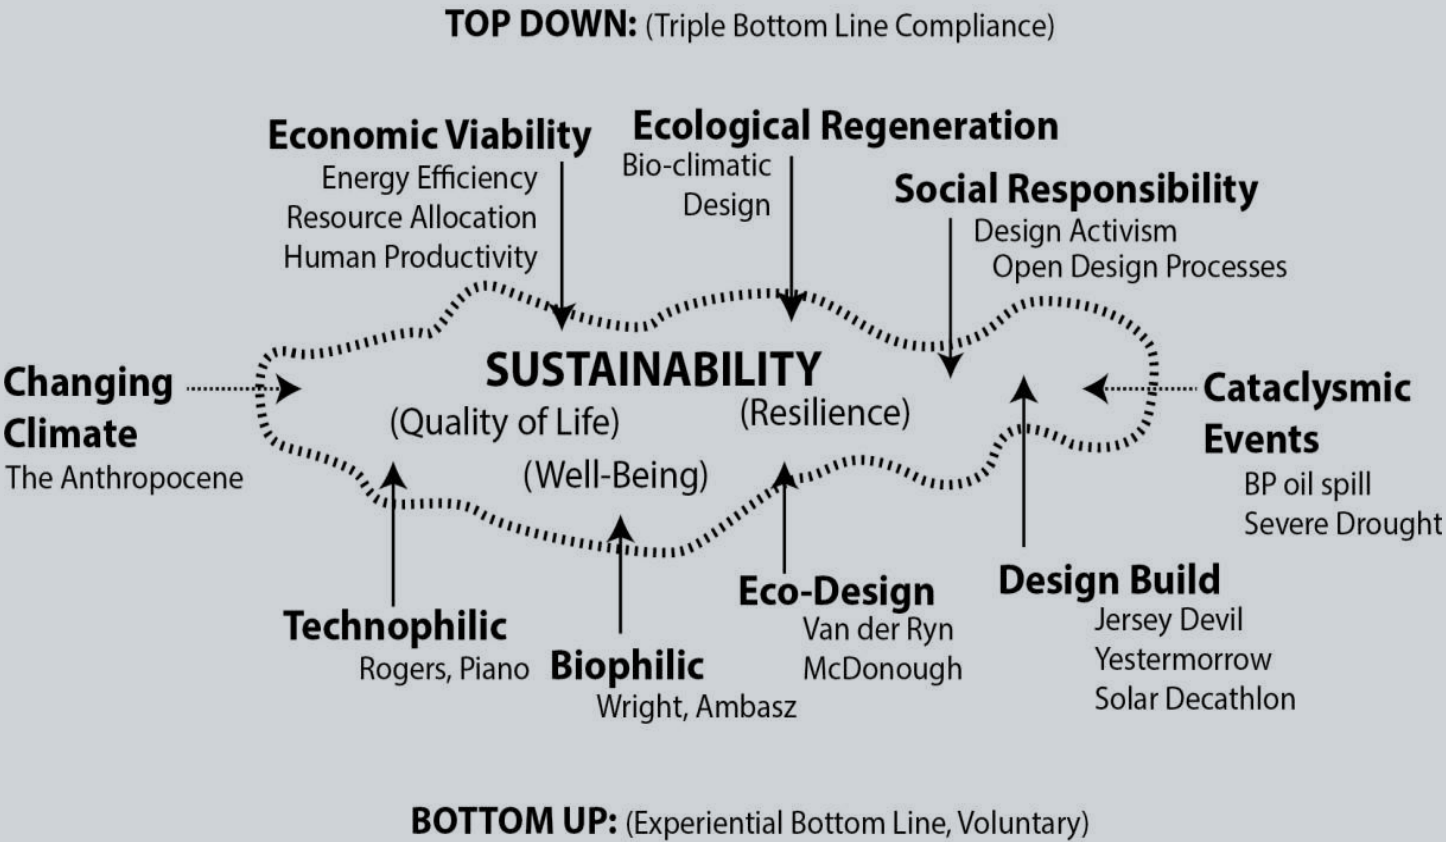 TOP DOWN: (Triple Bottom Line Compliance)
Economic Viability
Energy Efficiency
Resource Allocation
Human Productivity
Ecological Regeneration
Bio-climatic
Design
Social Responsibility
Design Activism
Open Design Processes
Changing
Climate
The Anthropocene
SUSTAINABILITY
(Quality of Life)
(Resilience)
(Well-Being)
Cataclysmic
Events
BP oil spill
Severe Drought
Technophilic
Rogers, Piano
Biophilic
Wright, Ambasz
Eco-Design
Van der Ryn
McDonough
Design Build
Jersey Devil
Yestermorrow
Solar Decathlon
BOTTOM UP: (Experiential Bottom Line, Voluntary)